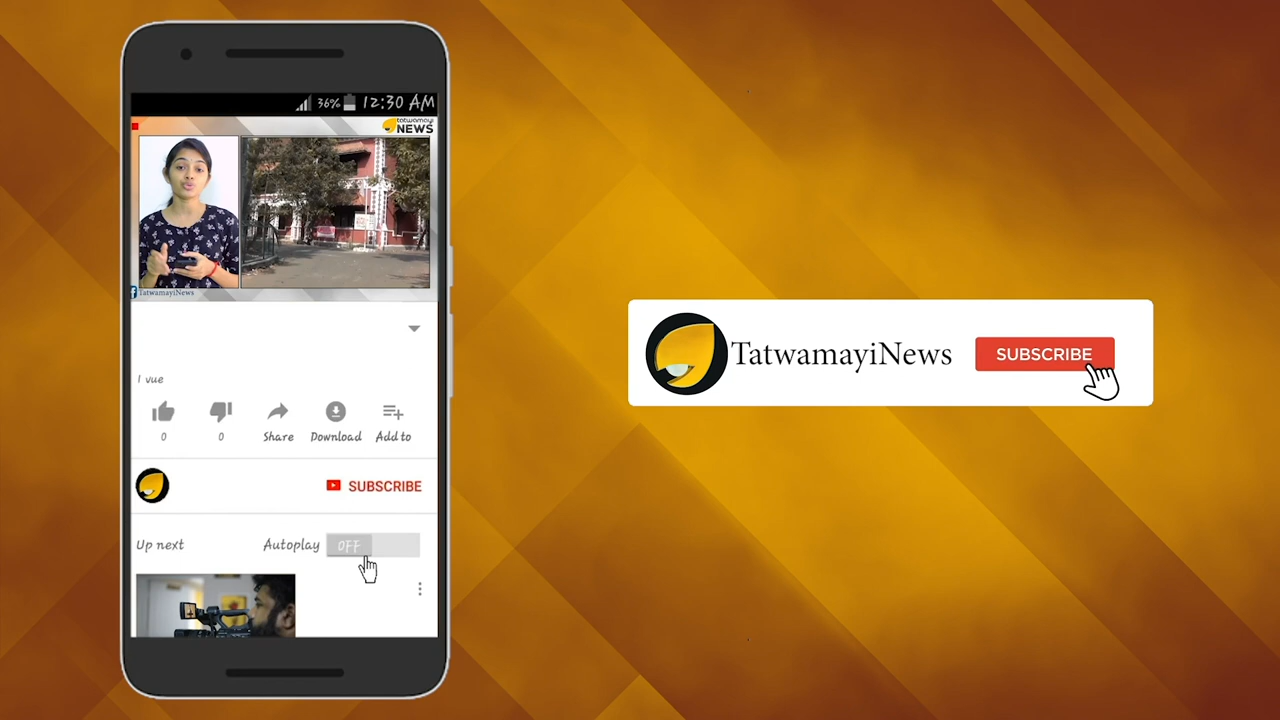 36% 12:30 AM
tatwamayi
NEWS
TatwamayiNews
1 vue
0 0 Share Download Add to
SUBSCRIBE
Up next Autoplay OFF
TatwamayiNews SUBSCRIBE